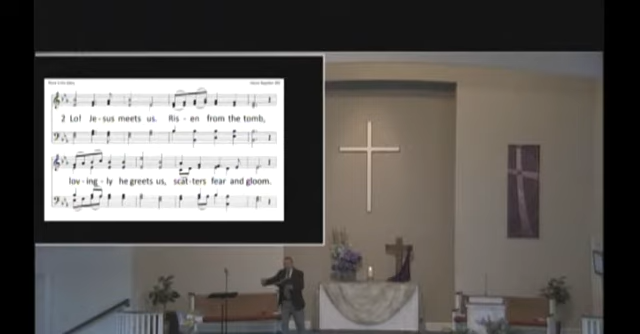 2 Lo! Je-sus meets us. Ris - en from the tomb,
lov - ing - ly he greets us, scat-ters fear and gloom.